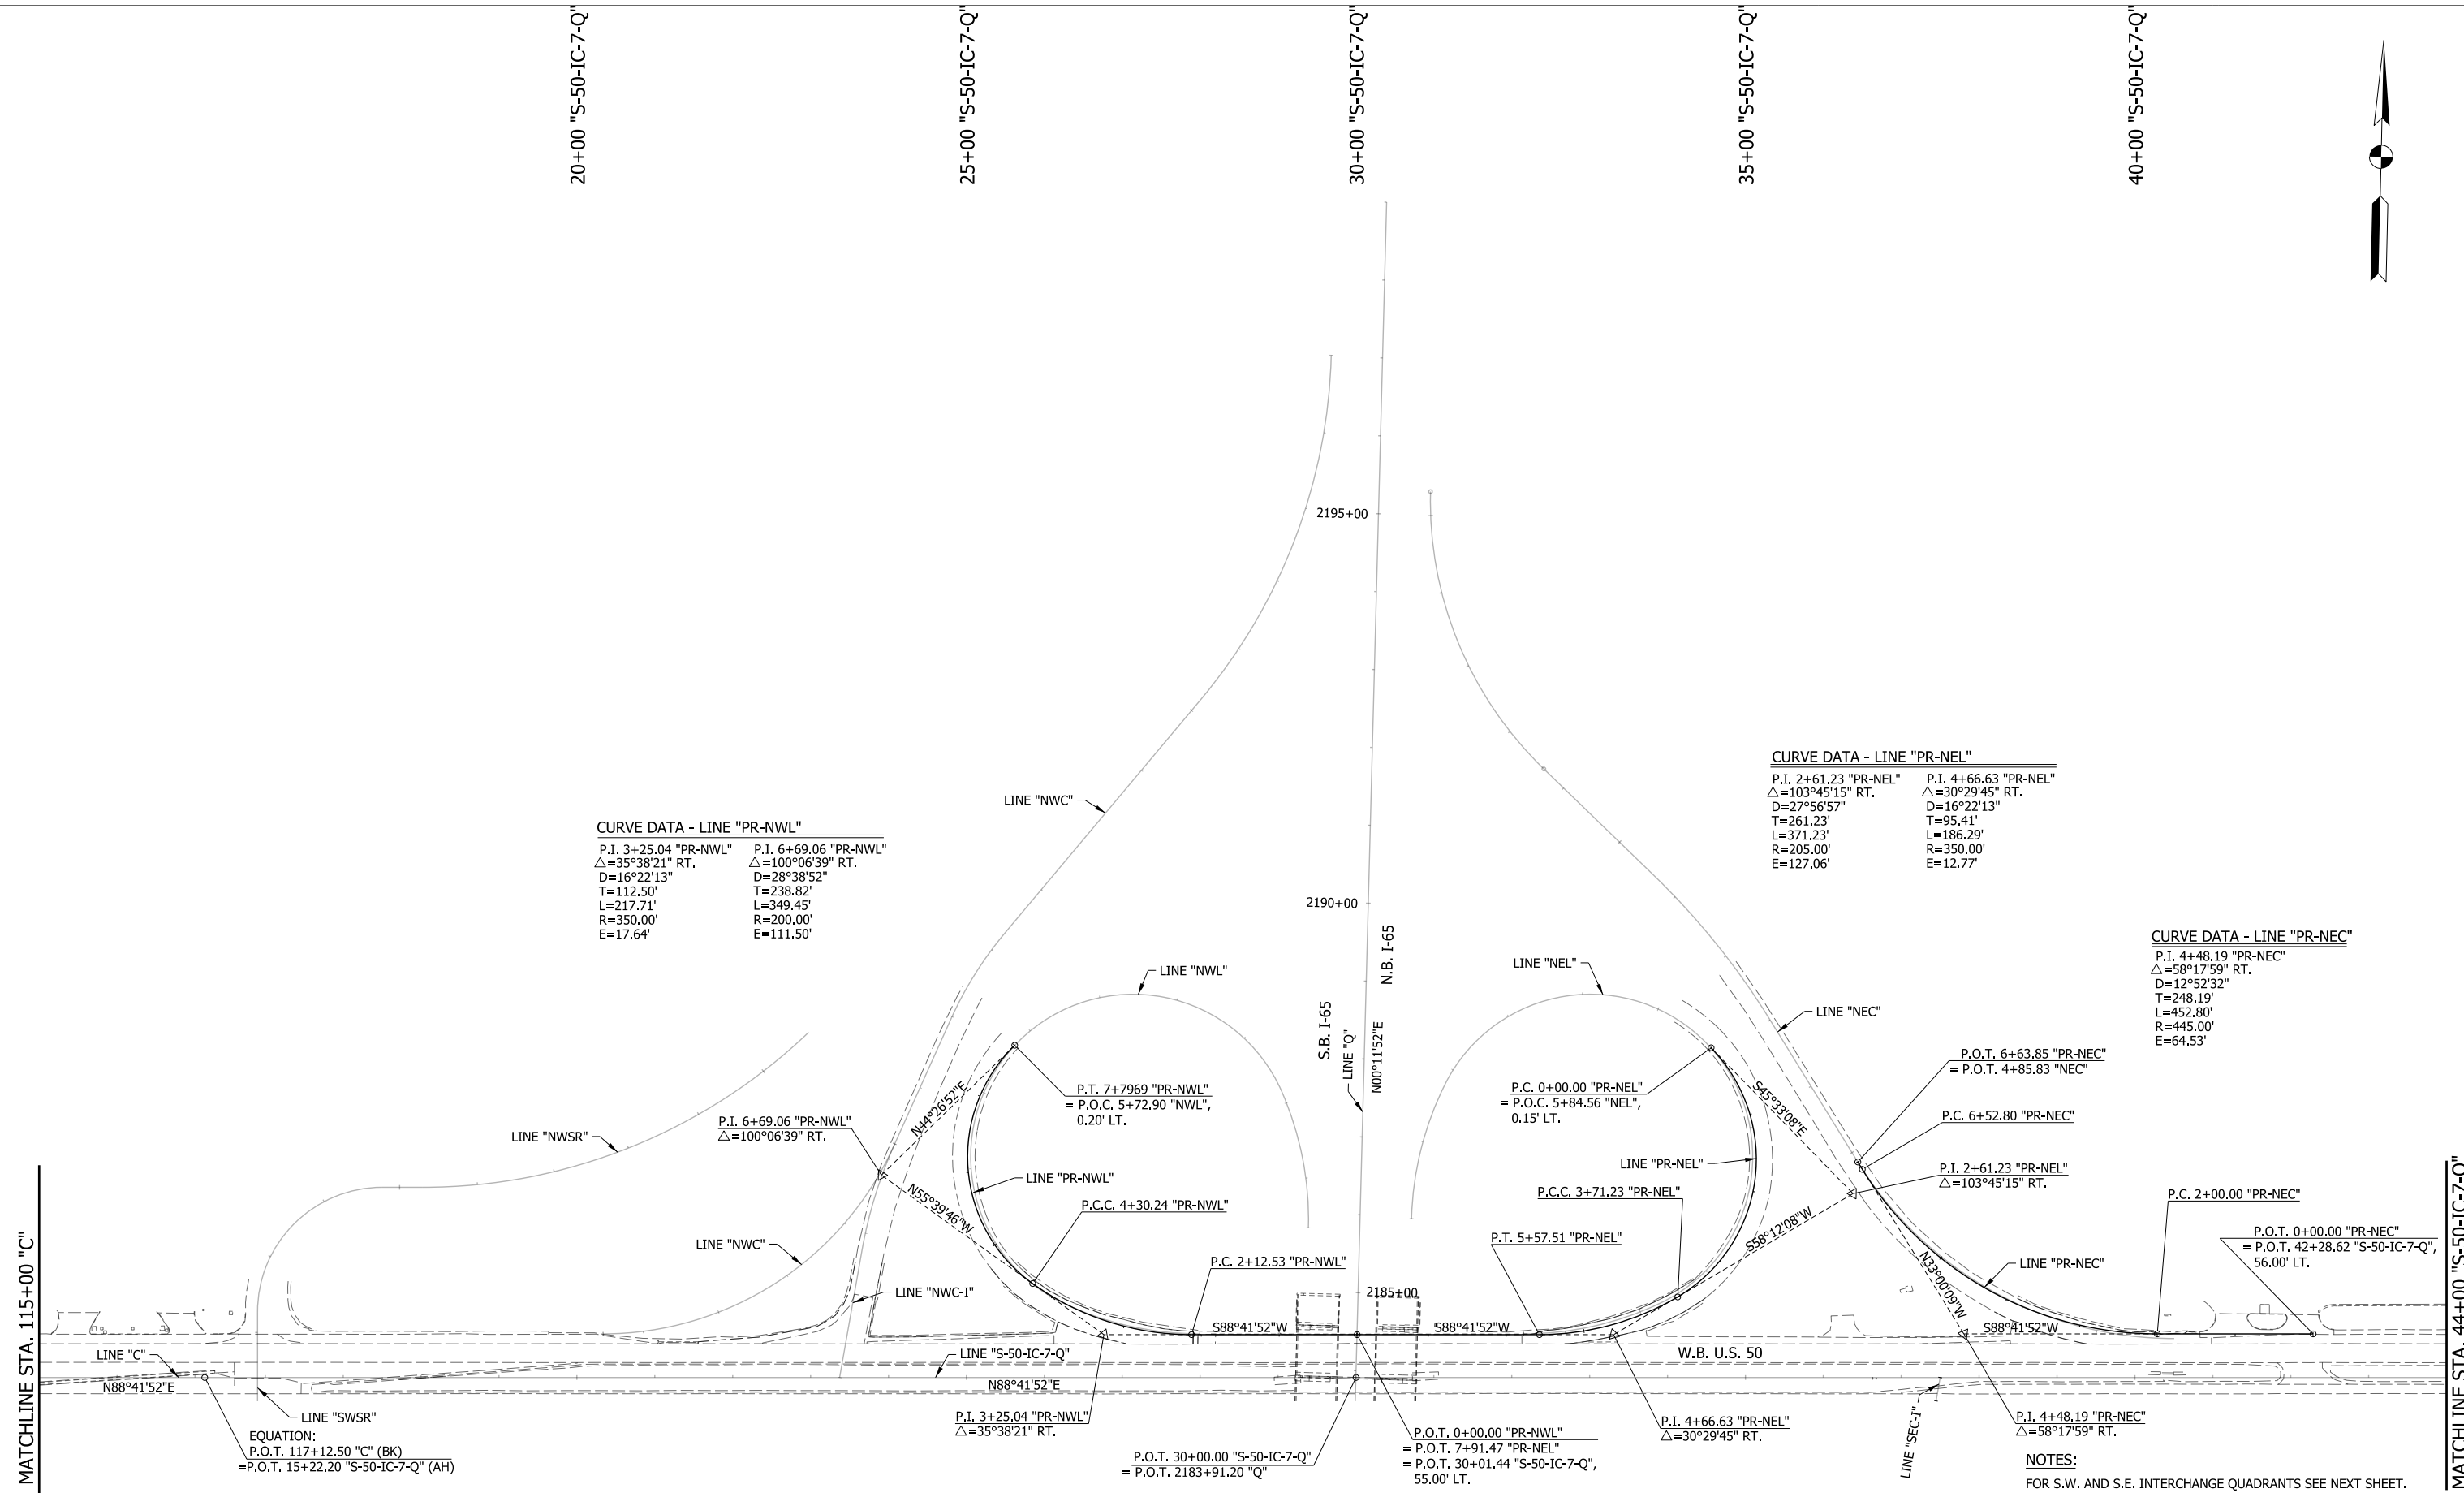 20+00 "S-50-IC-7-Q"
25+00 "S-50-IC-7-Q"
30+00 "S-50-IC-7-Q"
35+00 "S-50-IC-7-Q"
40+00 "S-50-IC-7-Q"
2195+00
2190+00
2185+00
CURVE DATA - LINE "PR-NWL"
P.I. 3+25.04 "PR-NWL"
△=35°38'21" RT.
D=16°22'13"
T=112.50'
L=217.71'
R=350.00'
E=17.64'
P.I. 6+69.06 "PR-NWL"
△=100°06'39" RT.
D=28°38'52"
T=238.82'
L=349.45'
R=200.00'
E=111.50'
CURVE DATA - LINE "PR-NEL"
P.I. 2+61.23 "PR-NEL"
△=103°45'15" RT.
D=27°56'57"
T=261.23'
L=371.23'
R=205.00'
E=127.06'
P.I. 4+66.63 "PR-NEL"
△=30°29'45" RT.
D=16°22'13"
T=95.41'
L=186.29'
R=350.00'
E=12.77'
CURVE DATA - LINE "PR-NEC"
P.I. 4+48.19 "PR-NEC"
△=58°17'59" RT.
D=12°52'32"
T=248.19'
L=452.80'
R=445.00'
E=64.53'
LINE "NWC"
LINE "NWL"
LINE "NEL"
LINE "NEC"
N.B. I-65
S.B. I-65
LINE "Q"
N00°11'52"E
P.T. 7+7969 "PR-NWL"
= P.O.C. 5+72.90 "NWL",
0.20' LT.
P.C. 0+00.00 "PR-NEL"
= P.O.C. 5+84.56 "NEL",
0.15' LT.
P.O.T. 6+63.85 "PR-NEC"
= P.O.T. 4+85.83 "NEC"
P.C. 6+52.80 "PR-NEC"
P.I. 6+69.06 "PR-NWL"
△=100°06'39" RT.
N44°26'52"E
S45°33'08"E
LINE "NWSR"
LINE "PR-NWL"
LINE "PR-NEL"
P.I. 2+61.23 "PR-NEL"
△=103°45'15" RT.
N55°39'46"W
P.C.C. 4+30.24 "PR-NWL"
P.C.C. 3+71.23 "PR-NEL"
S58°12'08"W
P.C. 2+00.00 "PR-NEC"
P.O.T. 0+00.00 "PR-NEC"
= P.O.T. 42+28.62 "S-50-IC-7-Q",
56.00' LT.
LINE "NWC"
P.C. 2+12.53 "PR-NWL"
P.T. 5+57.51 "PR-NEL"
N33°00'09"W
LINE "PR-NEC"
LINE "NWC-I"
S88°41'52"W
S88°41'52"W
S88°41'52"W
LINE "C"
N88°41'52"E
LINE "S-50-IC-7-Q"
N88°41'52"E
W.B. U.S. 50
LINE "SWSR"
EQUATION:
P.O.T. 117+12.50 "C" (BK)
=P.O.T. 15+22.20 "S-50-IC-7-Q" (AH)
P.I. 3+25.04 "PR-NWL"
△=35°38'21" RT.
P.O.T. 30+00.00 "S-50-IC-7-Q"
= P.O.T. 2183+91.20 "Q"
P.O.T. 0+00.00 "PR-NWL"
= P.O.T. 7+91.47 "PR-NEL"
= P.O.T. 30+01.44 "S-50-IC-7-Q",
55.00' LT.
P.I. 4+66.63 "PR-NEL"
△=30°29'45" RT.
LINE "SEC-I"
P.I. 4+48.19 "PR-NEC"
△=58°17'59" RT.
NOTES:
FOR S.W. AND S.E. INTERCHANGE QUADRANTS SEE NEXT SHEET.
MATCHLINE STA. 115+00 "C"
MATCHLINE STA. 44+00 "S-50-IC-7-Q"